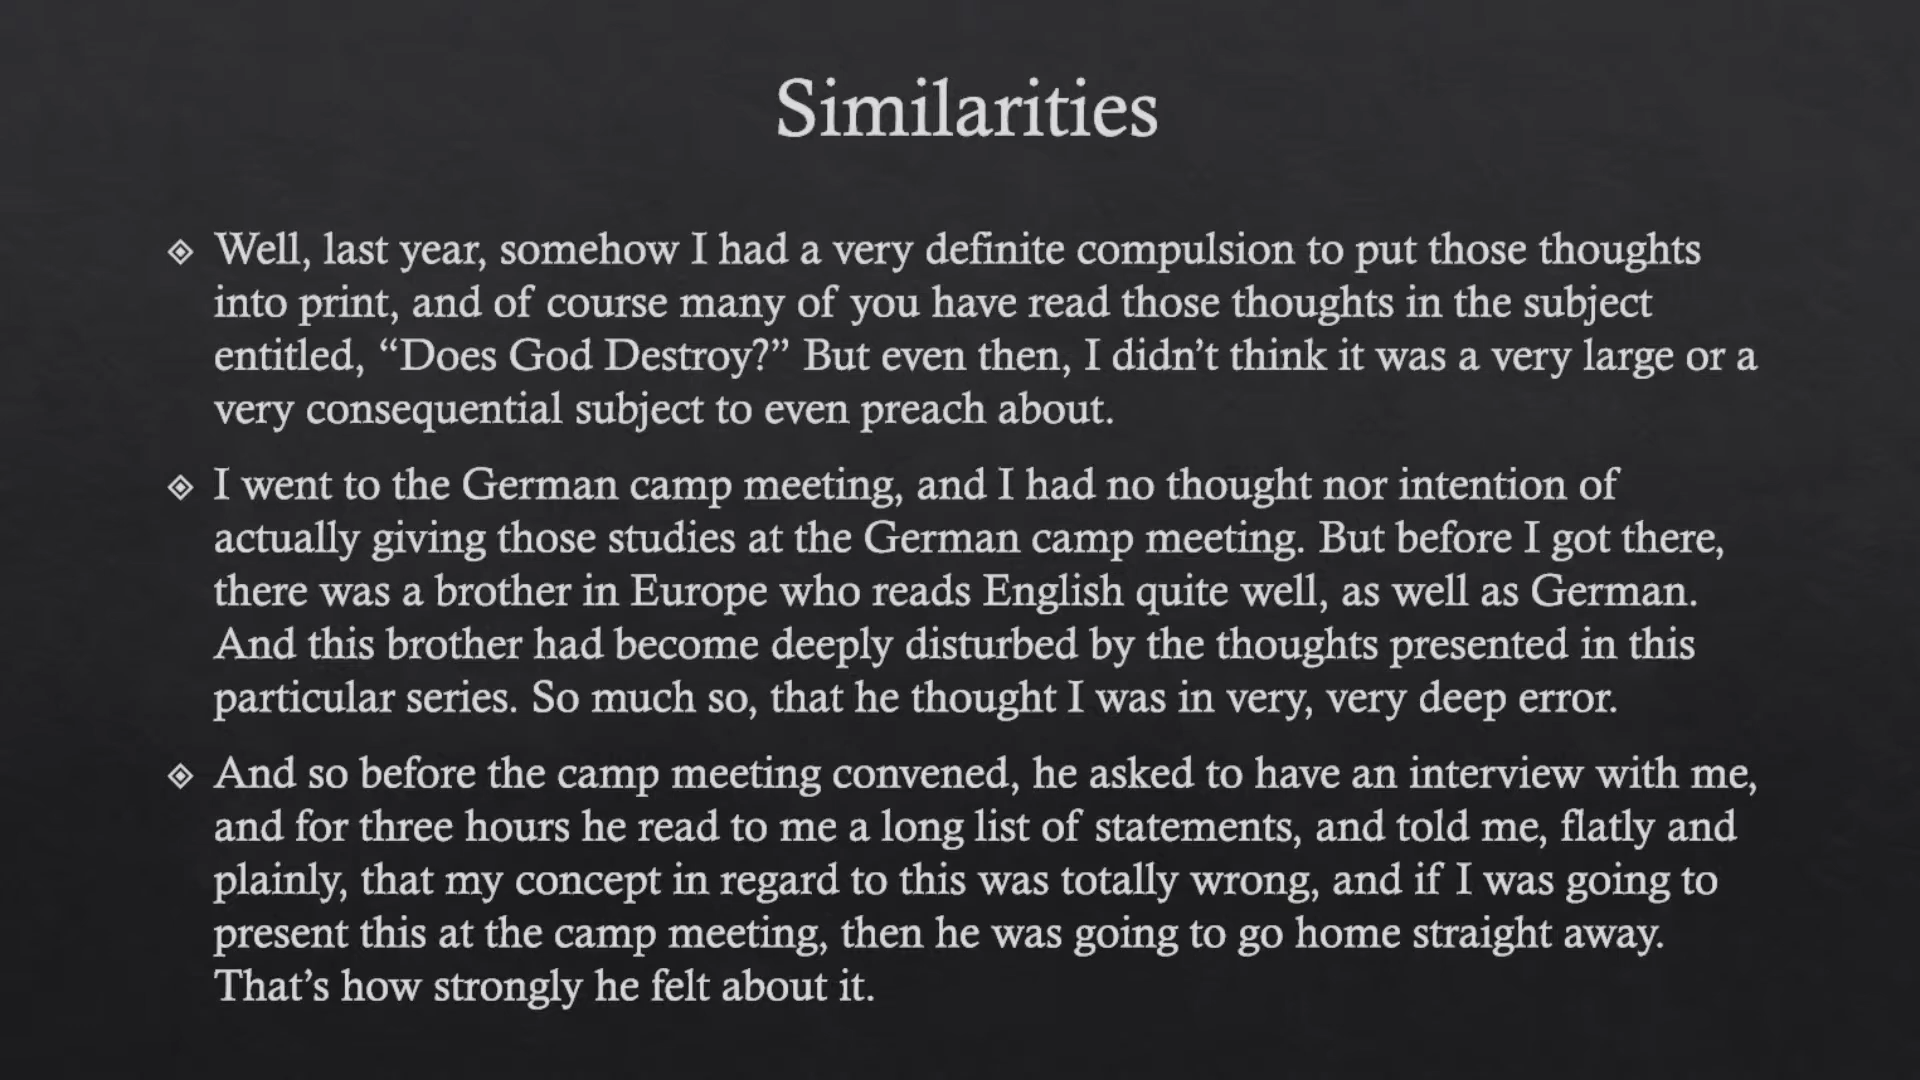 Similarities
Well, last year, somehow I had a very definite compulsion to put those thoughts
into print, and of course many of you have read those thoughts in the subject
entitled, “Does God Destroy?” But even then, I didn’t think it was a very large or a
very consequential subject to even preach about.
I went to the German camp meeting, and I had no thought nor intention of
actually giving those studies at the German camp meeting. But before I got there,
there was a brother in Europe who reads English quite well, as well as German.
And this brother had become deeply disturbed by the thoughts presented in this
particular series. So much so, that he thought I was in very, very deep error.
And so before the camp meeting convened, he asked to have an interview with me,
and for three hours he read to me a long list of statements, and told me, flatly and
plainly, that my concept in regard to this was totally wrong, and if I was going to
present this at the camp meeting, then he was going to go home straight away.
That’s how strongly he felt about it.